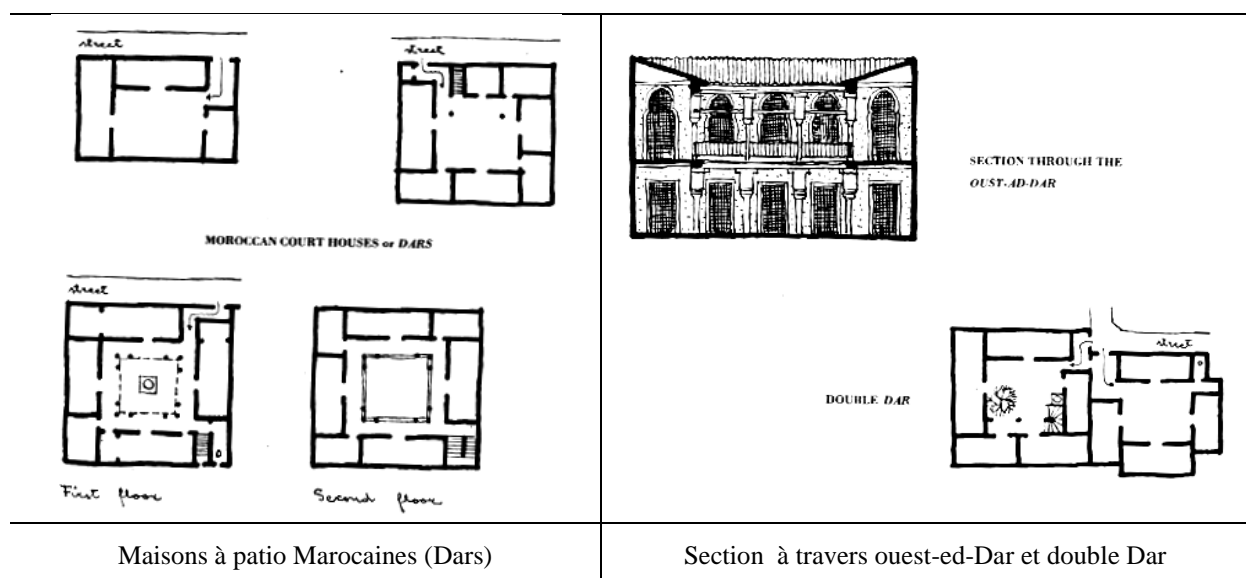 street
street
MOROCCAN COURT HOUSES or DARS
street
First floor
Second floor
SECTION THROUGH THE
OUST-AD-DAR
street
DOUBLE DAR
Maisons à patio Marocaines (Dars)
Section à travers ouest-ed-Dar et double Dar